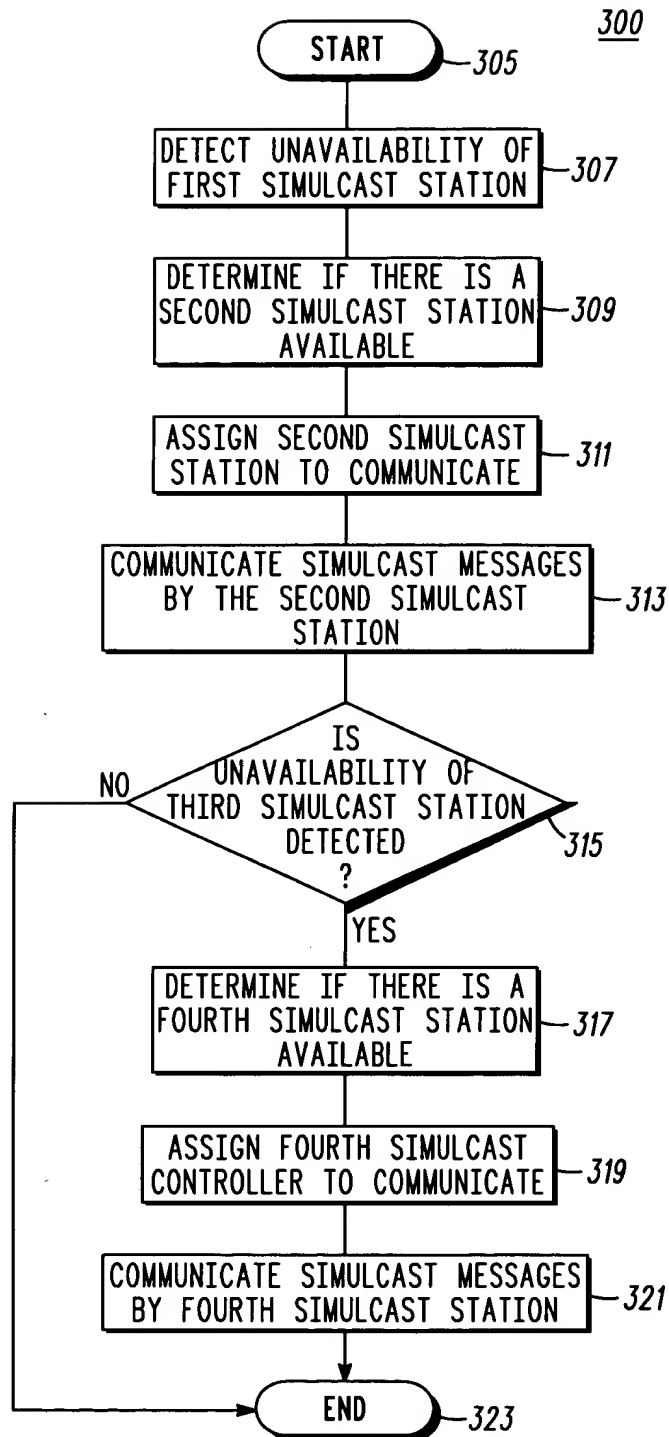 300
START
305
DETECT UNAVAILABILITY OF
FIRST SIMULCAST STATION
307
DETERMINE IF THERE IS A
SECOND SIMULCAST STATION
AVAILABLE
309
ASSIGN SECOND SIMULCAST
STATION TO COMMUNICATE
311
COMMUNICATE SIMULCAST MESSAGES
BY THE SECOND SIMULCAST
STATION
313
IS
UNAVAILABILITY OF
THIRD SIMULCAST STATION
DETECTED
?
315
NO
YES
DETERMINE IF THERE IS A
FOURTH SIMULCAST STATION
AVAILABLE
317
ASSIGN FOURTH SIMULCAST
CONTROLLER TO COMMUNICATE
319
COMMUNICATE SIMULCAST MESSAGES
BY FOURTH SIMULCAST STATION
321
END
323